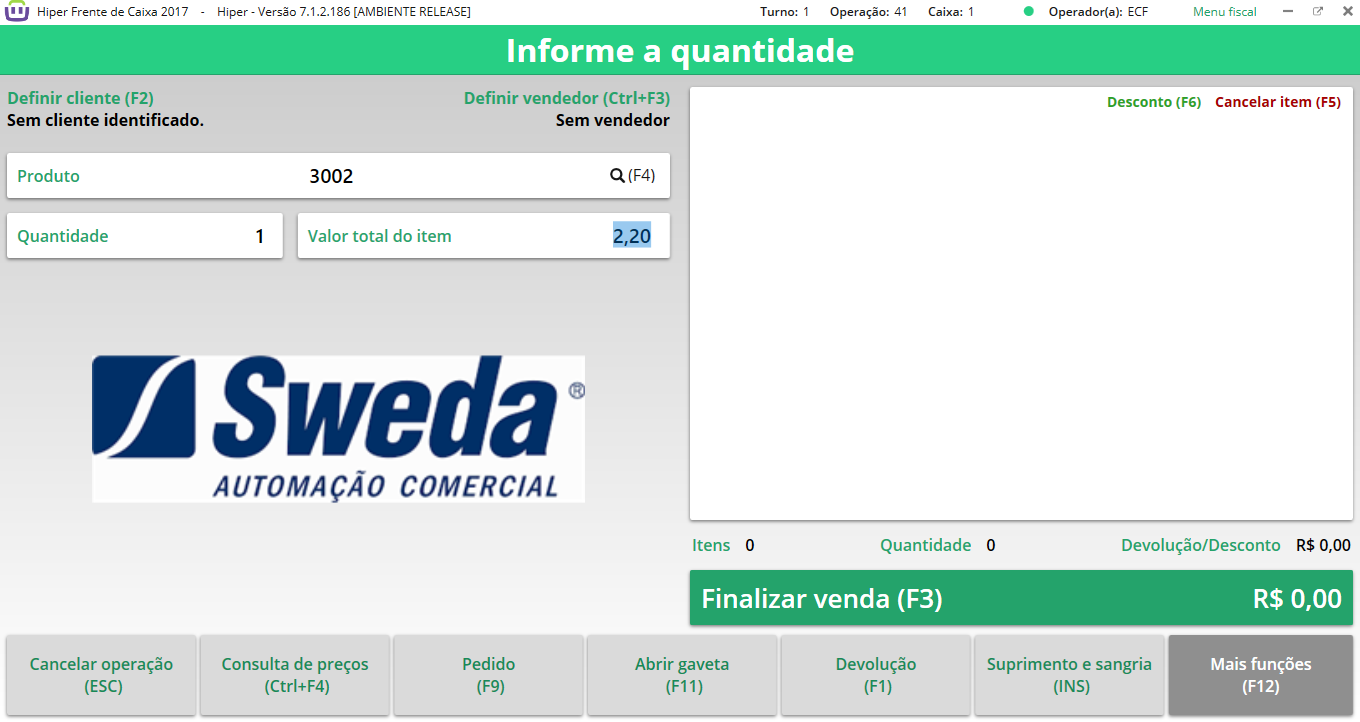 Hiper Frente de Caixa 2017 - Hiper - Versão 7.1.2.186 [AMBIENTE RELEASE] Turno: 1 Operação: 41 Caixa: 1 Operador(a): ECF Menu fiscal
Informe a quantidade
Definir cliente (F2) Definir vendedor (Ctrl+F3)
Sem cliente identificado. Sem vendedor
Produto 3002 (F4)
Quantidade 1 Valor total do item 2,20
Sweda ®
AUTOMAÇÃO COMERCIAL
Desconto (F6) Cancelar item (F5)
Itens 0 Quantidade 0 Devolução/Desconto R$ 0,00
Finalizar venda (F3) R$ 0,00
Cancelar operação
(ESC)
Consulta de preços
(Ctrl+F4)
Pedido
(F9)
Abrir gaveta
(F11)
Devolução
(F1)
Suprimento e sangria
(INS)
Mais funções
(F12)